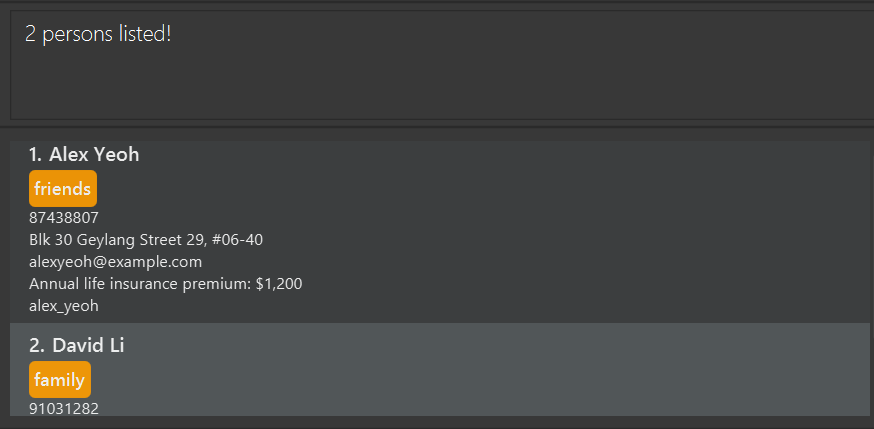 2 persons listed!
1. Alex Yeoh
friends
87438807
Blk 30 Geylang Street 29, #06-40
alexyeoh@example.com
Annual life insurance premium: $1,200
alex_yeoh
2. David Li
family
91031282